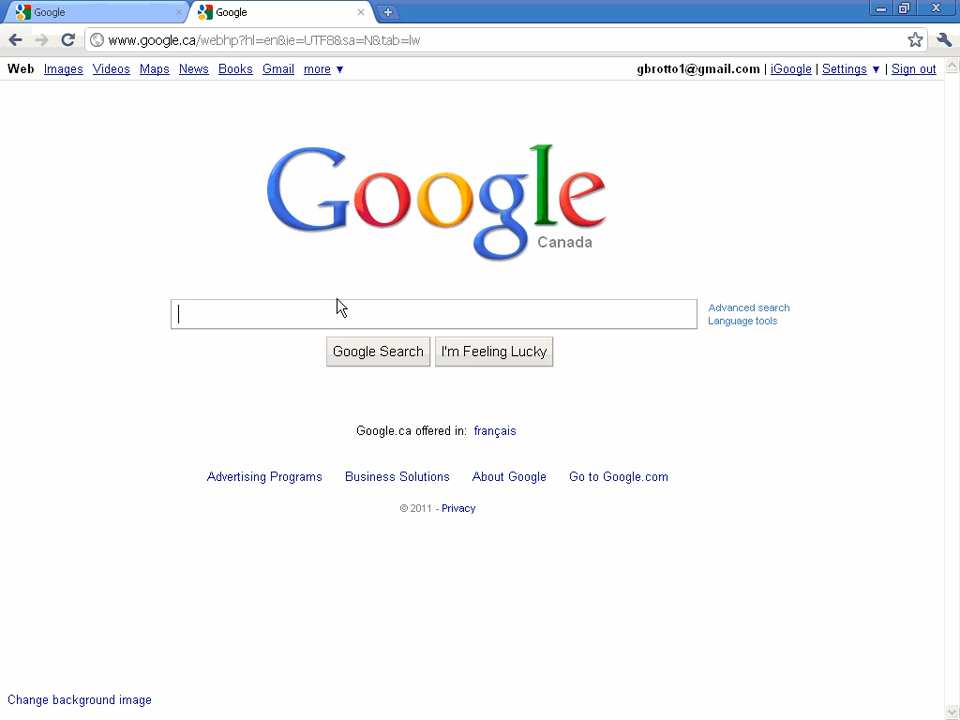 Google Google
www.google.ca/webhp?hl=en&ie=UTF8&sa=N&tab=lw
Web Images Videos Maps News Books Gmail more ▼ gbrotto1@gmail.com | iGoogle | Settings ▼ | Sign out
Google
Canada
Advanced search
Language tools
Google Search I'm Feeling Lucky
Google.ca offered in: français
Advertising Programs Business Solutions About Google Go to Google.com
© 2011 - Privacy
Change background image